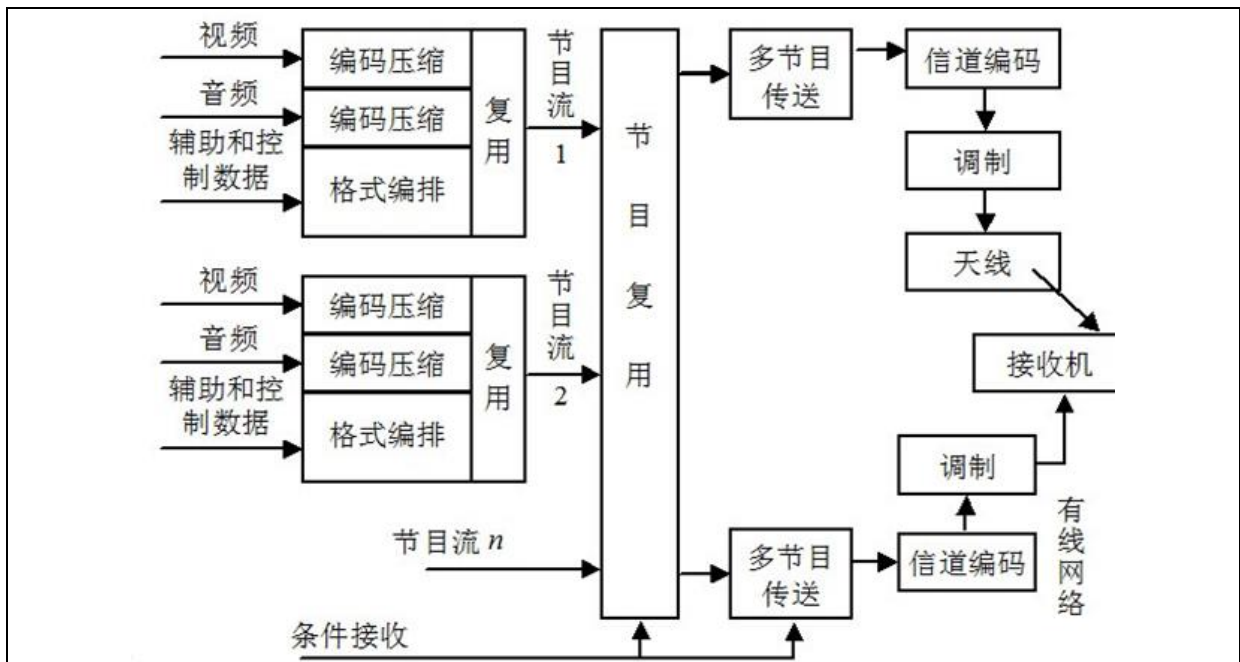 视频
编码压缩
音频
编码压缩
辅助和控
制数据
格式编排
复用
节目流
1
视频
编码压缩
音频
编码压缩
辅助和控
制数据
格式编排
复用
节目流
2
节目流 n
条件接收
节目复用
多节目
传送
信道编码
调制
天线
接收机
多节目
传送
信道编码
调制
有线网络